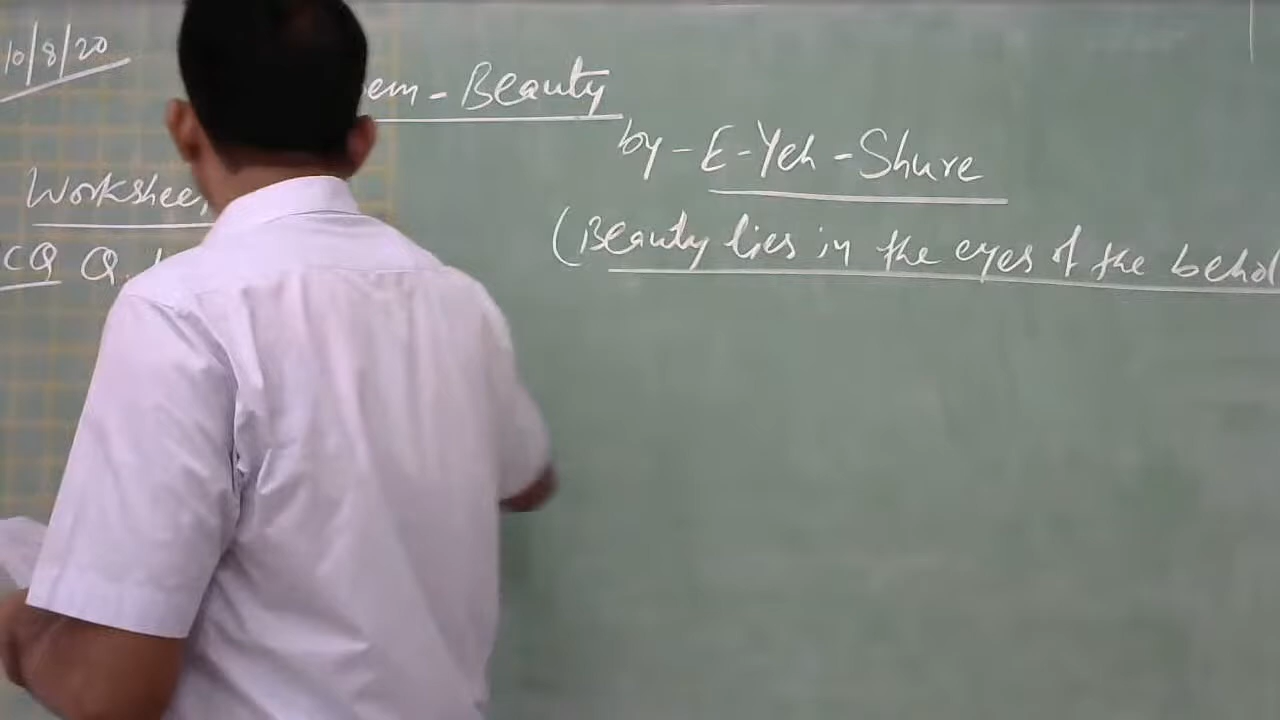 10/8/20
em - Beauty
by - E-Yeh-Shure
Workshee
(Beauty lies in the eyes of the behol
CQ Q.